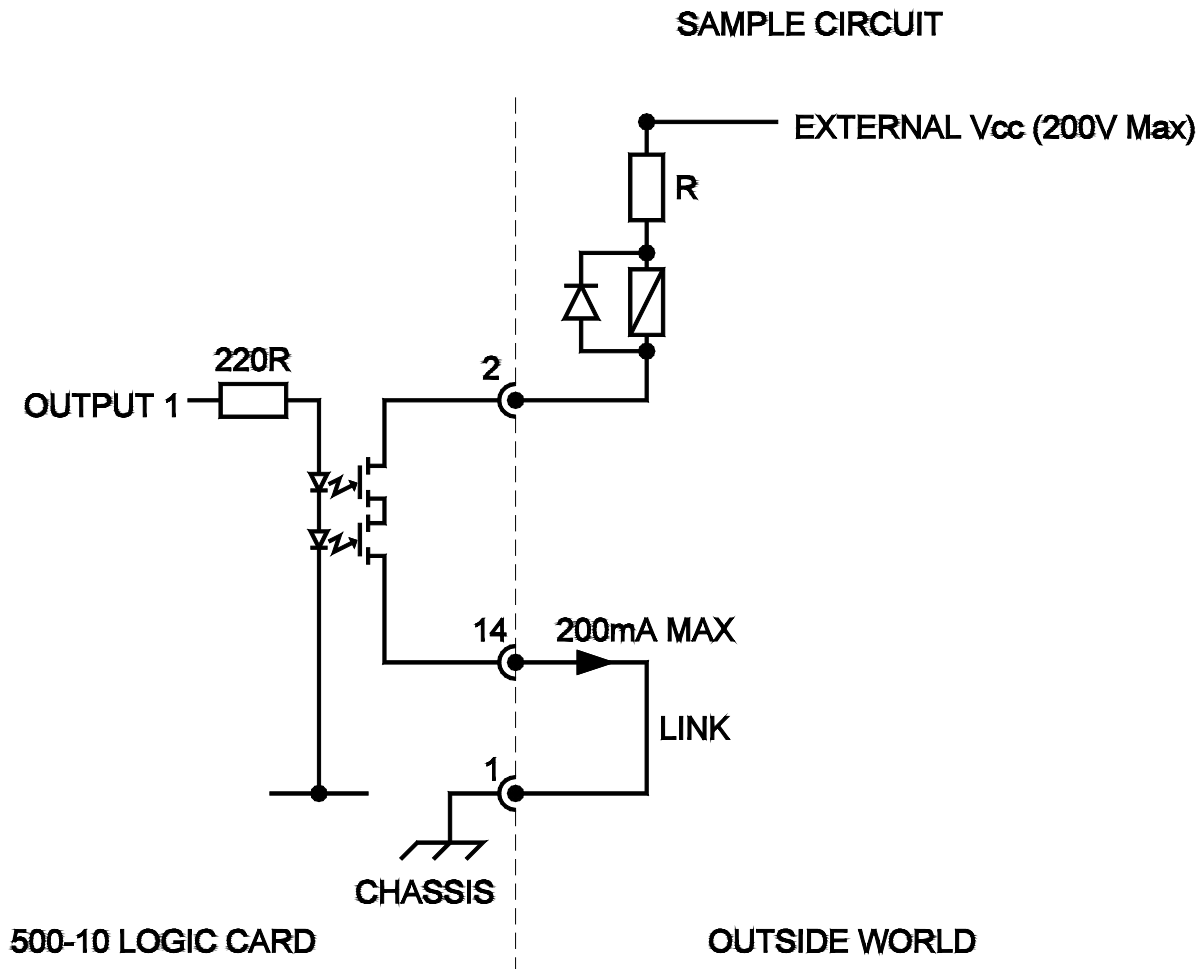 SAMPLE CIRCUIT
EXTERNAL Vcc (200V Max)
R
220R
2
OUTPUT 1
14
200mA MAX
LINK
1
CHASSIS
500-10 LOGIC CARD
OUTSIDE WORLD